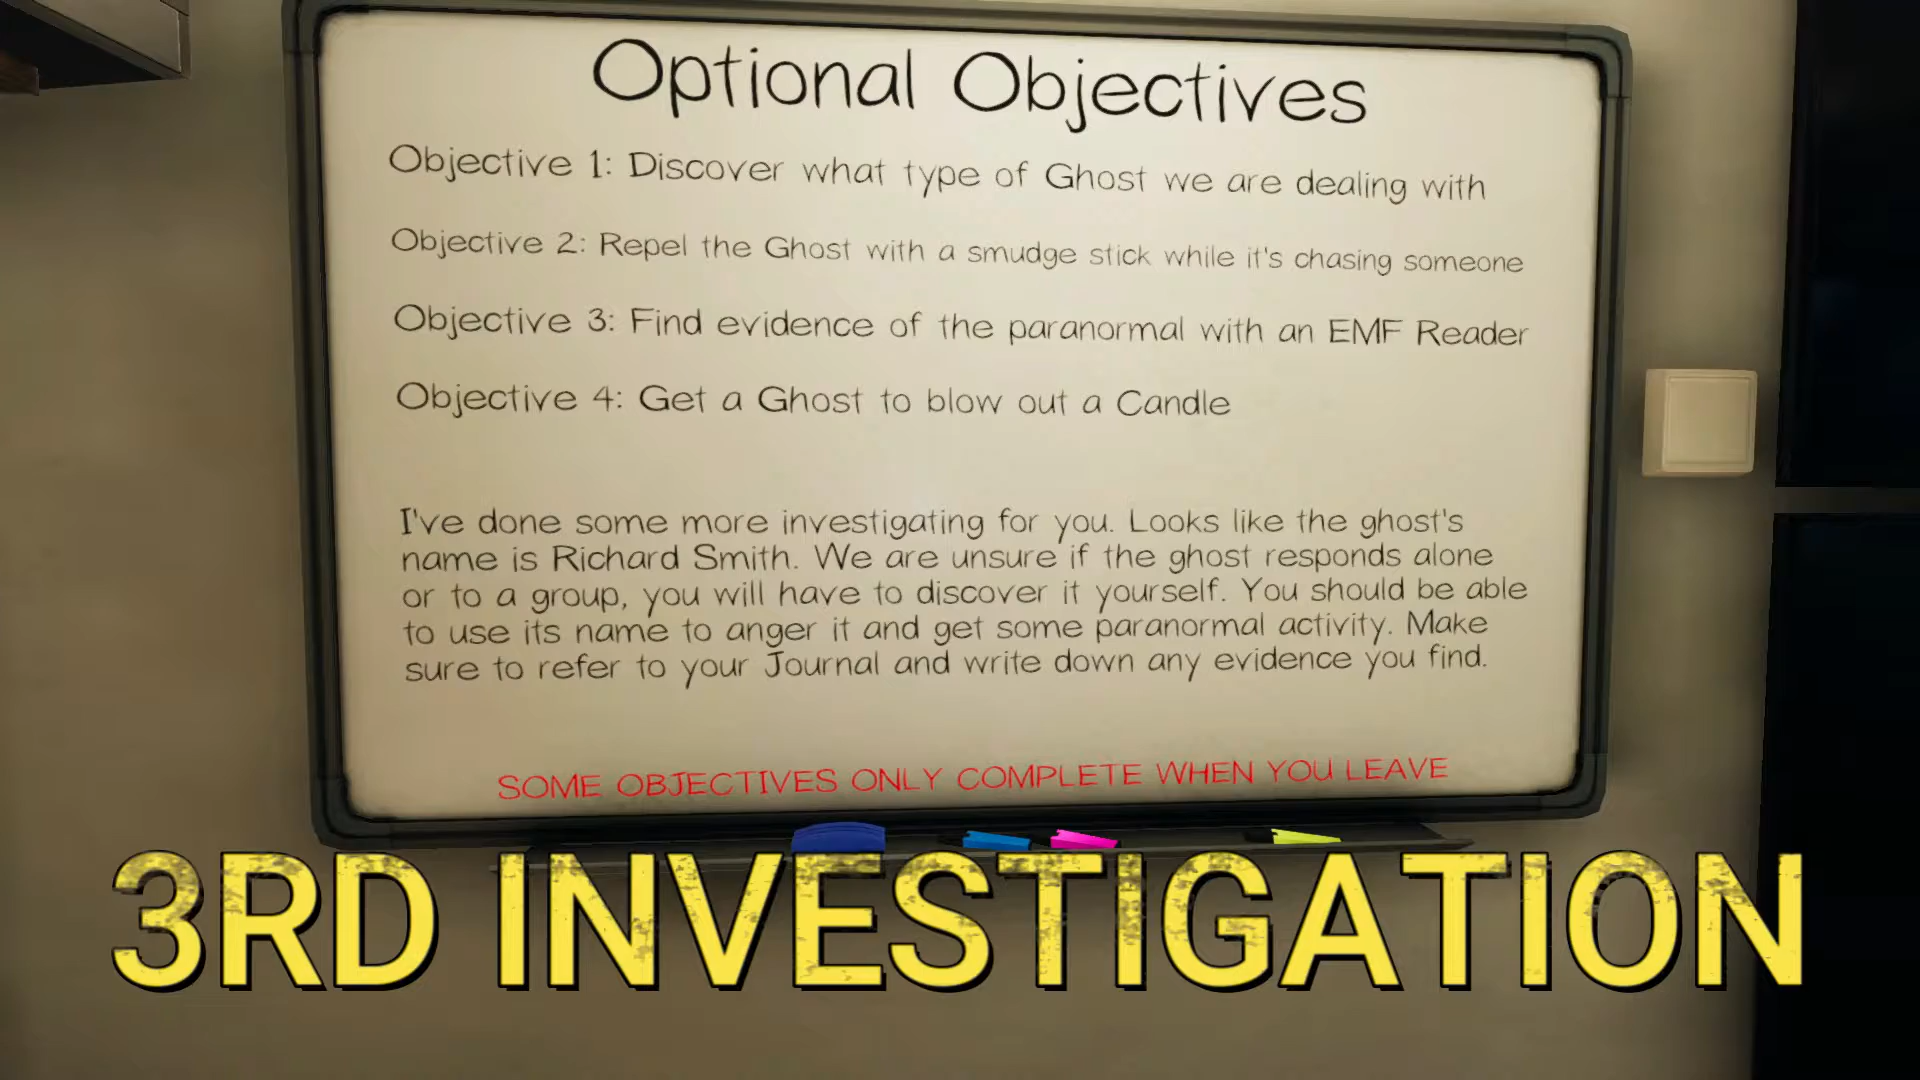 Optional Objectives
Objective 1: Discover what type of Ghost we are dealing with
Objective 2: Repel the Ghost with a smudge stick while it's chasing someone
Objective 3: Find evidence of the paranormal with an EMF Reader
Objective 4: Get a Ghost to blow out a Candle
I've done some more investigating for you. Looks like the ghost's
name is Richard Smith. We are unsure if the ghost responds alone
or to a group, you will have to discover it yourself. You should be able
to use its name to anger it and get some paranormal activity. Make
sure to refer to your Journal and write down any evidence you find.
SOME OBJECTIVES ONLY COMPLETE WHEN YOU LEAVE
3RD INVESTIGATION